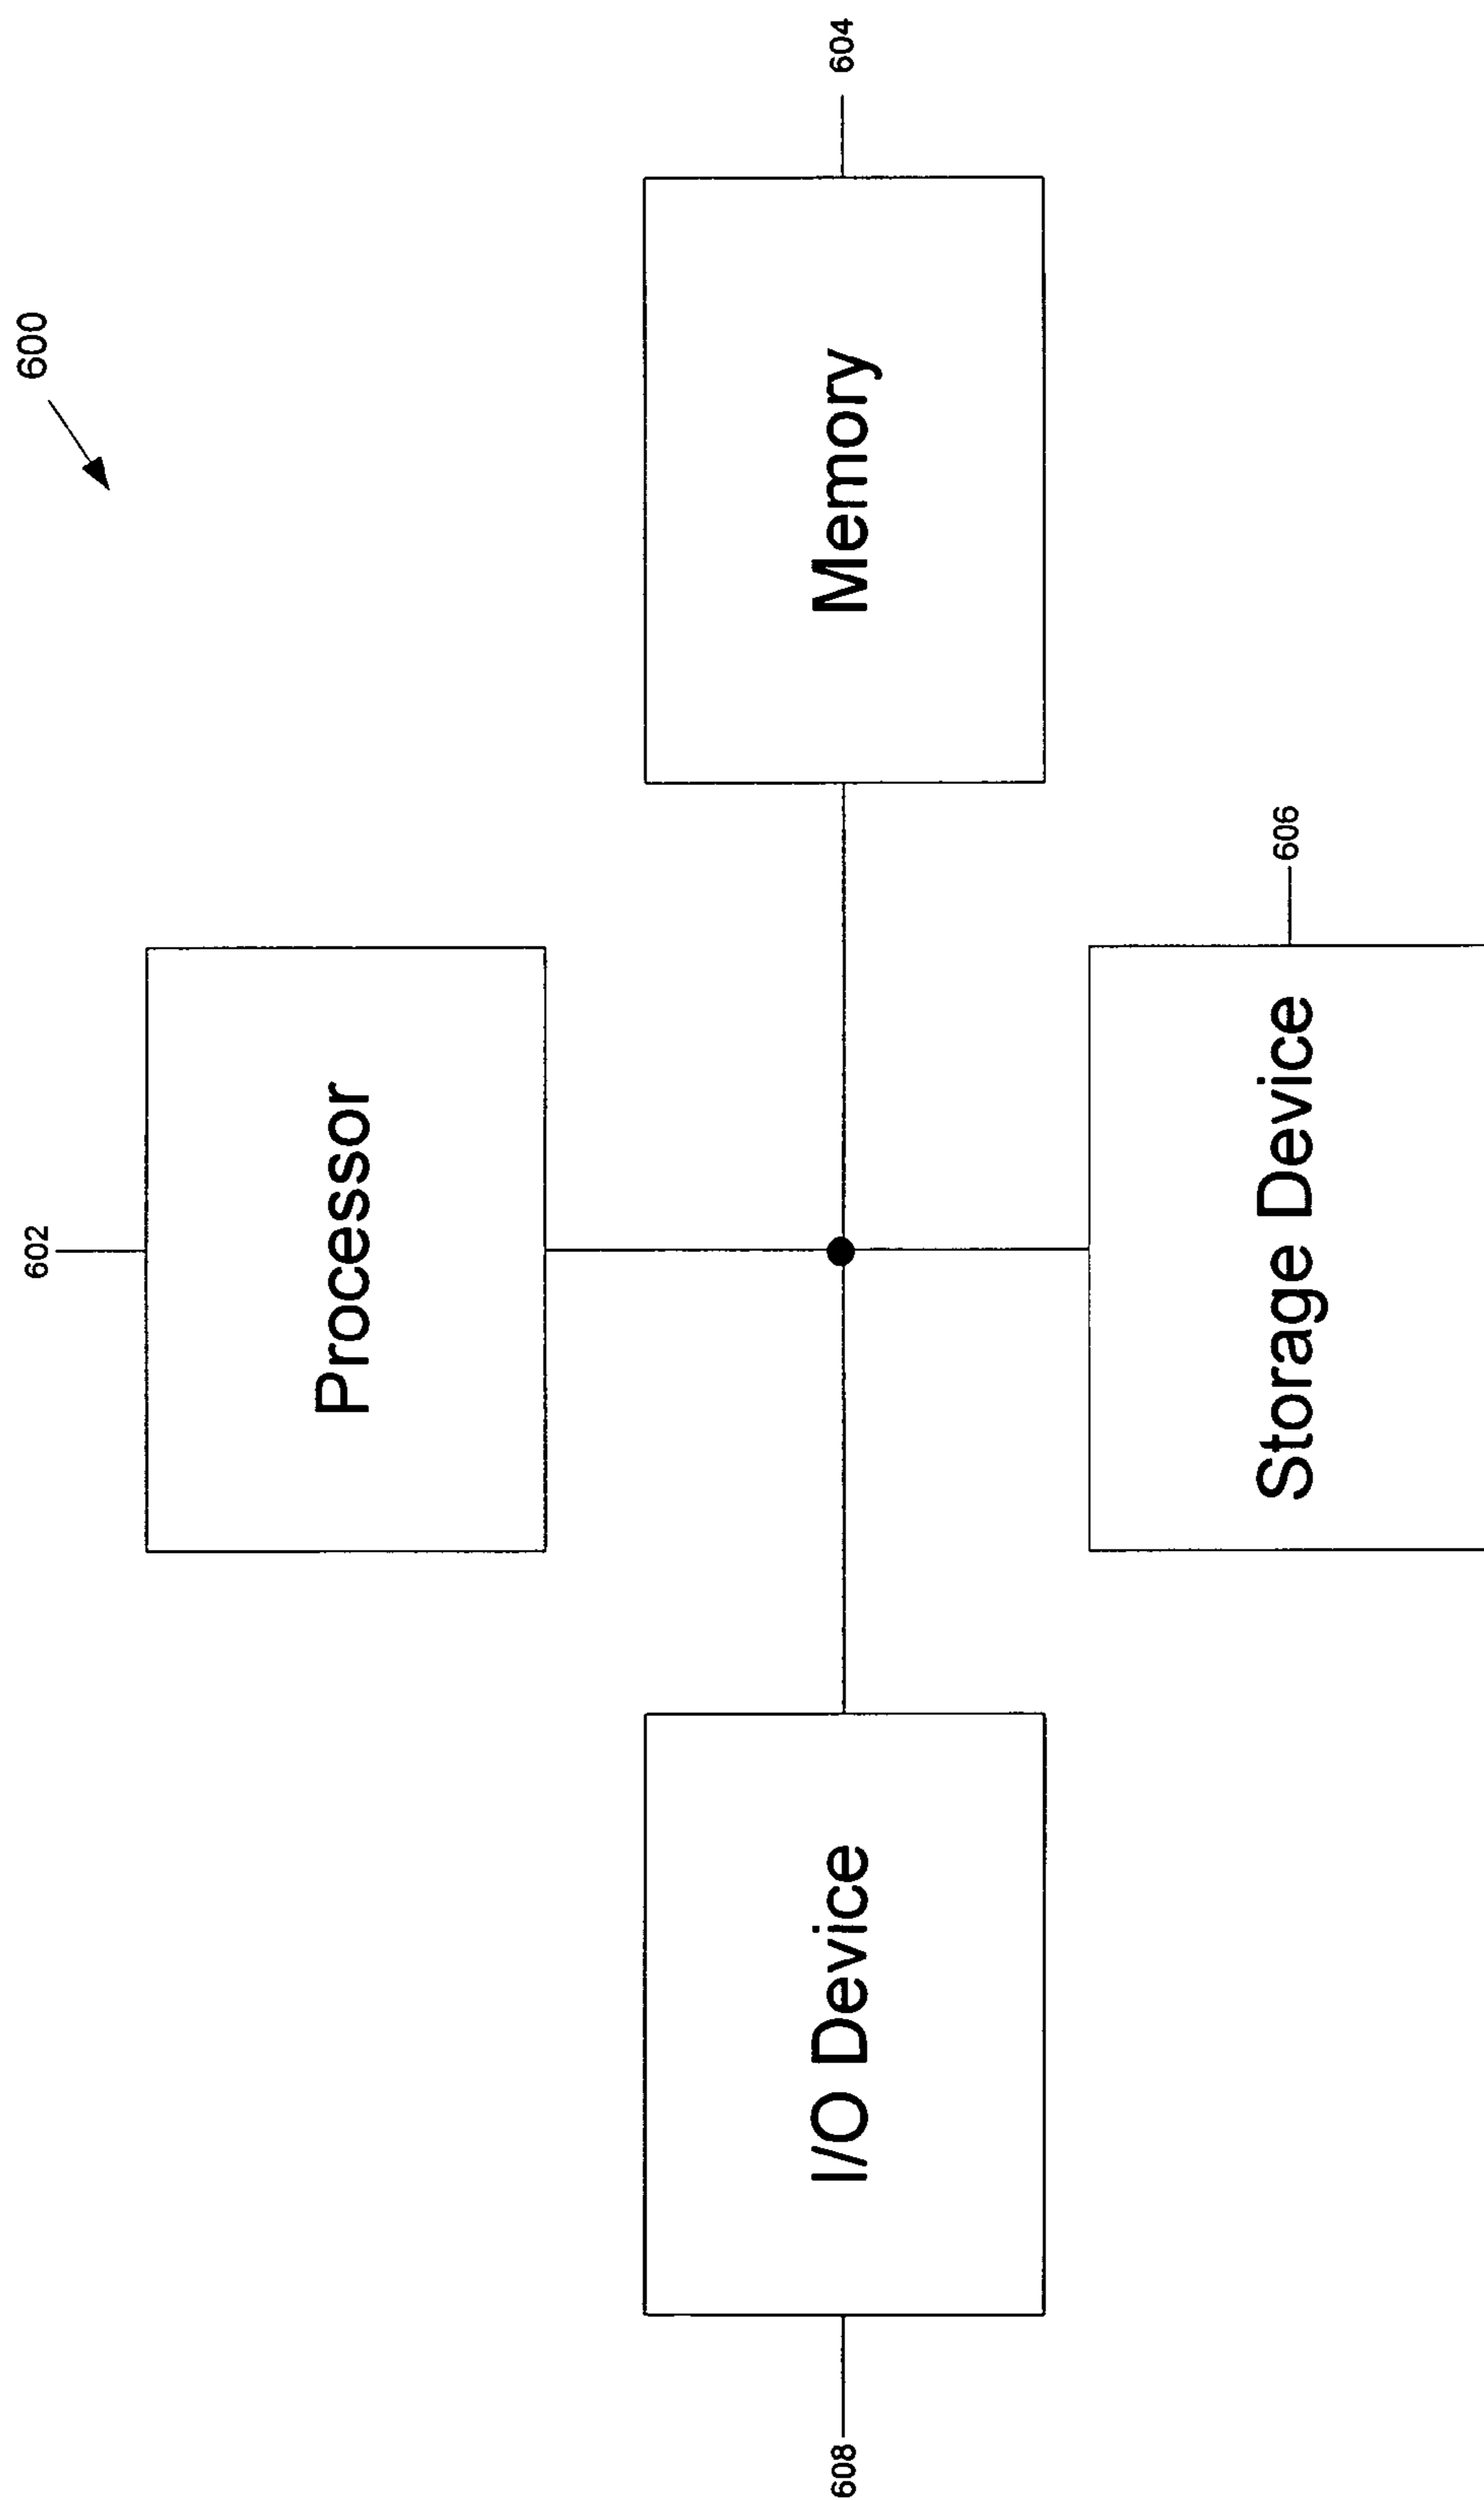 600
602
Processor
608
I/O Device
Memory
604
Storage Device
606